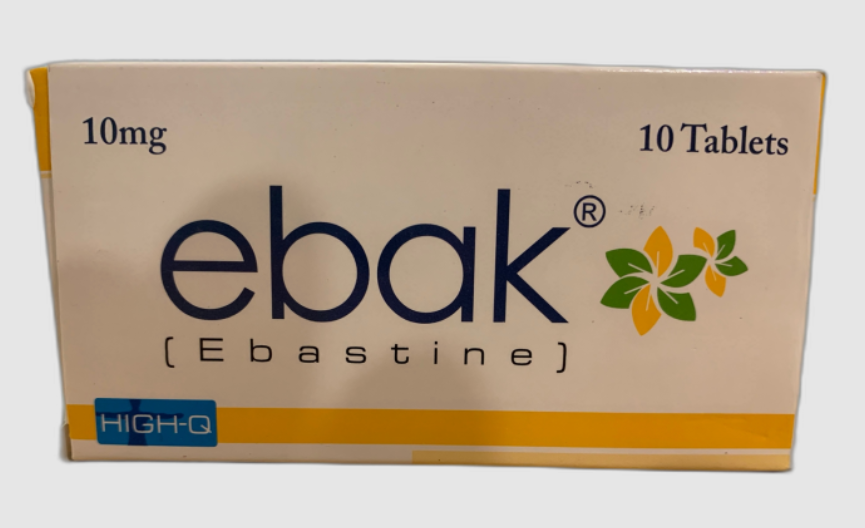 10mg
10 Tablets
ebak®
[Ebastine]
HIGH-Q